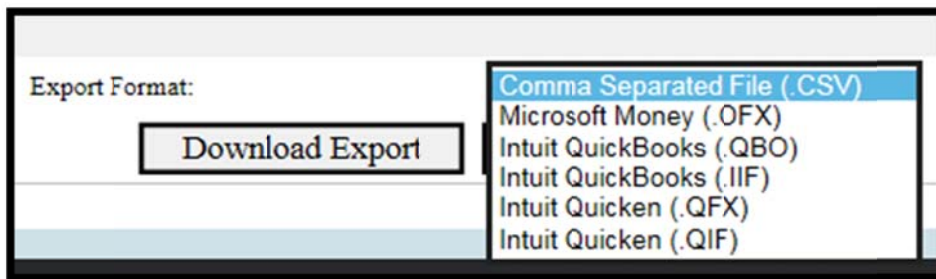 Export Format:
Comma Separated File (.CSV)
Microsoft Money (.OFX)
Download Export
Intuit QuickBooks (.QBO)
Intuit QuickBooks (.IIF)
Intuit Quicken (.QFX)
Intuit Quicken (.QIF)